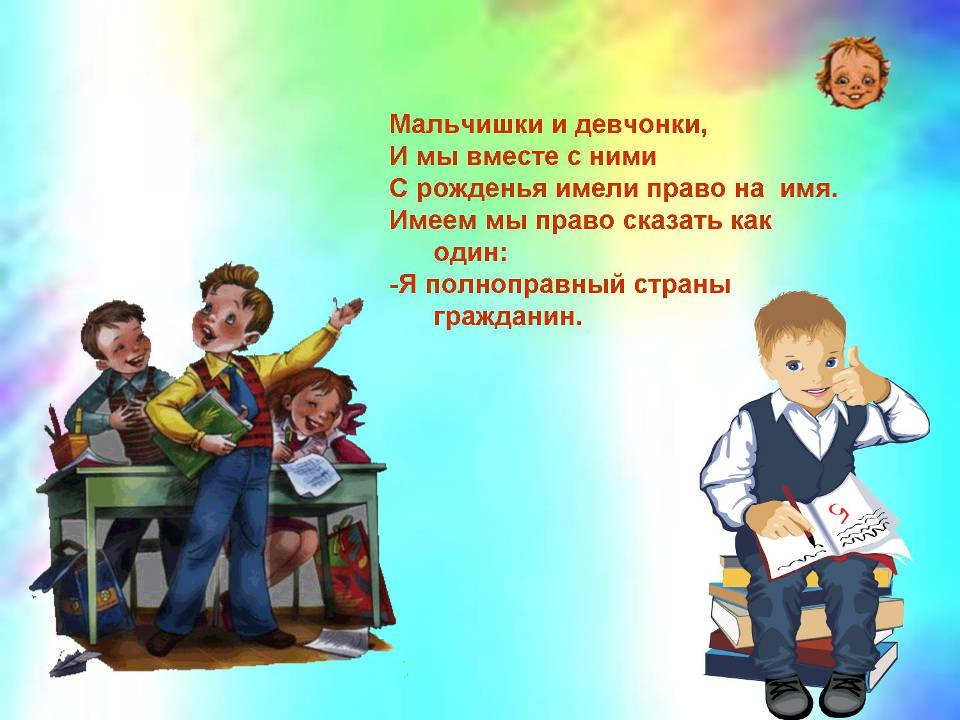 Мальчишки и девчонки,
И мы вместе с ними
С рожденья имели право на имя.
Имеем мы право сказать как
один:
-Я полноправный страны
гражданин.
5